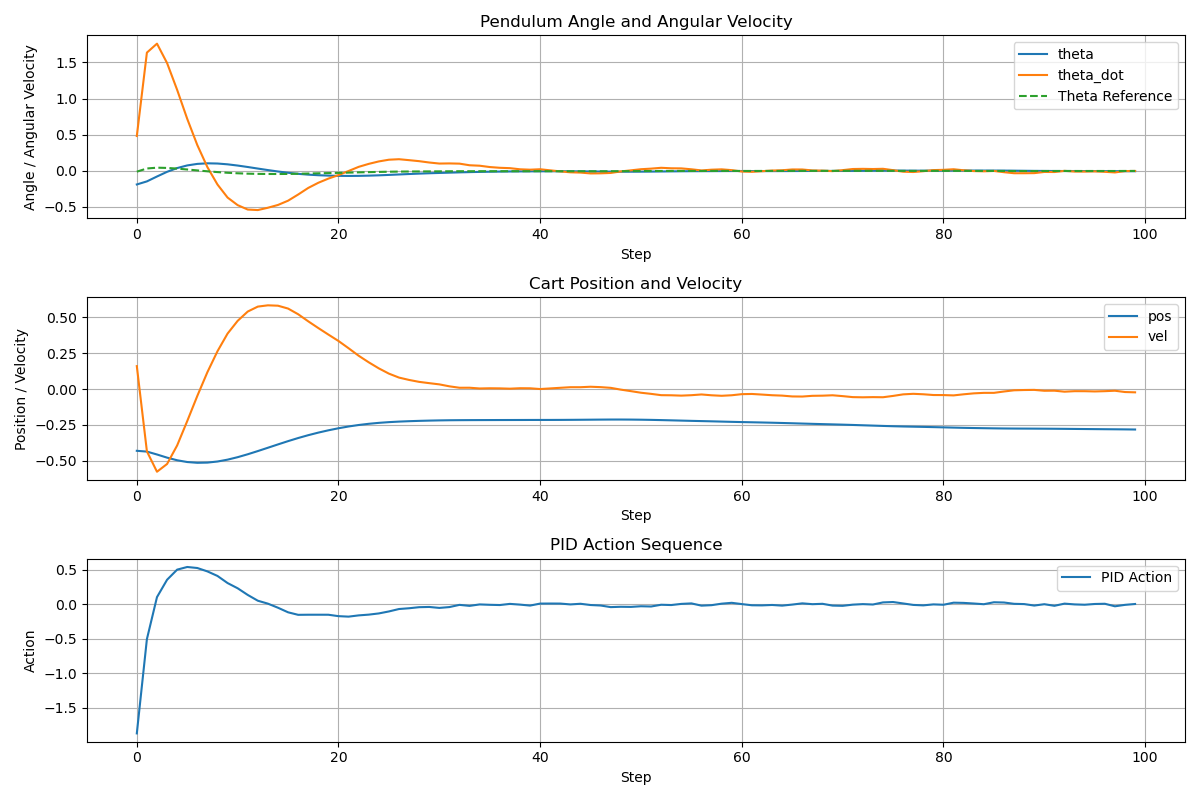 Pendulum Angle and Angular Velocity
Angle / Angular Velocity
1.5
1.0
0.5
0.0
−0.5
theta
theta_dot
Theta Reference
0 20 40 60 80 100
Step
Cart Position and Velocity
Position / Velocity
0.50
0.25
0.00
−0.25
−0.50
pos
vel
0 20 40 60 80 100
Step
PID Action Sequence
Action
0.5
0.0
−0.5
−1.0
−1.5
PID Action
0 20 40 60 80 100
Step